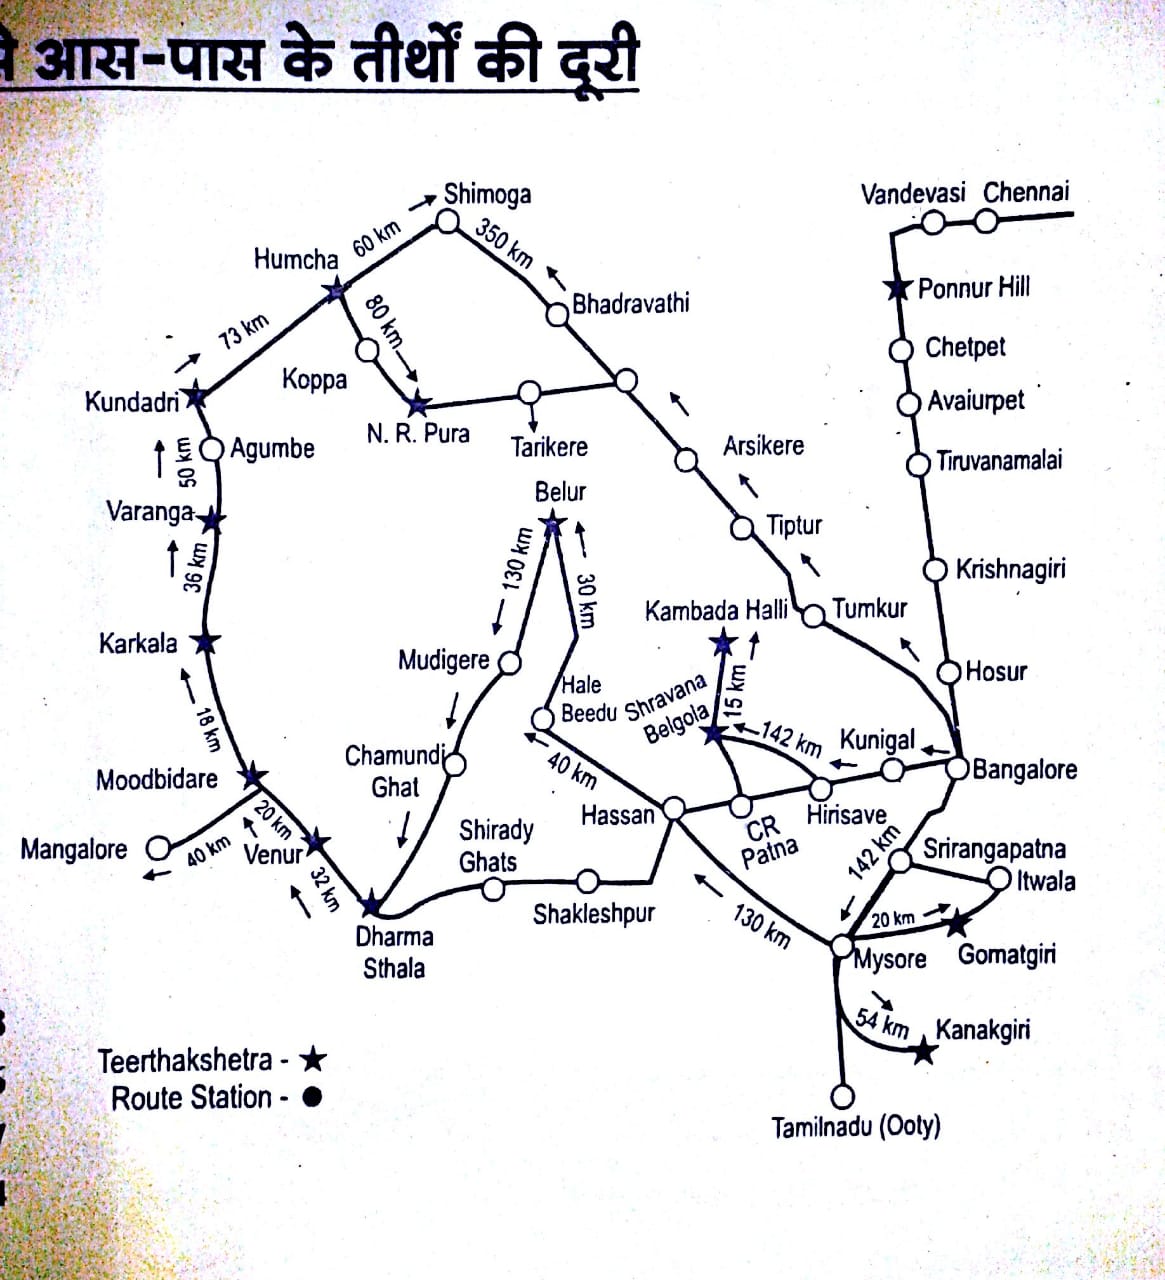 आस-पास के तीर्थों की दूरी
Shimoga
Vandevasi Chennai
60 km
350 km
Humcha
Ponnur Hill
80 km
Bhadravathi
73 km
Chetpet
Koppa
Kundadri
Avaiurpet
N. R. Pura
Tarikere
Arsikere
50 km
Agumbe
Tiruvanamalai
Belur
Varanga
Tiptur
130 km
36 km
30 km
Krishnagiri
Kambada Halli
Tumkur
Karkala
Mudigere
Hosur
Hale
Beedu
Shravana
Belgola
15 km
18 km
142 km
Kunigal
Chamundi
Ghat
40 km
Bangalore
Moodbidare
Hassan
CR
Patna
Hirisave
20 km
Shirady
Ghats
142 km
Srirangapatna
Mangalore
40 km
Venur
Itwala
32 km
Shakleshpur
130 km
20 km
Dharma
Sthala
Mysore
Gomatgiri
54 km
Kanakgiri
Teerthakshetra -
Route Station -
Tamilnadu (Ooty)